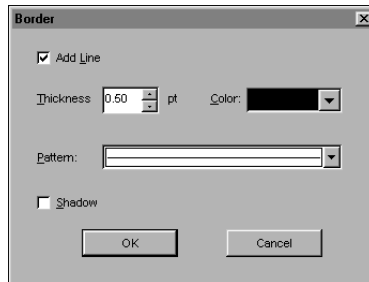 Border
Add Line
Thickness 0.50 pt Color:
Pattern:
Shadow
OK Cancel